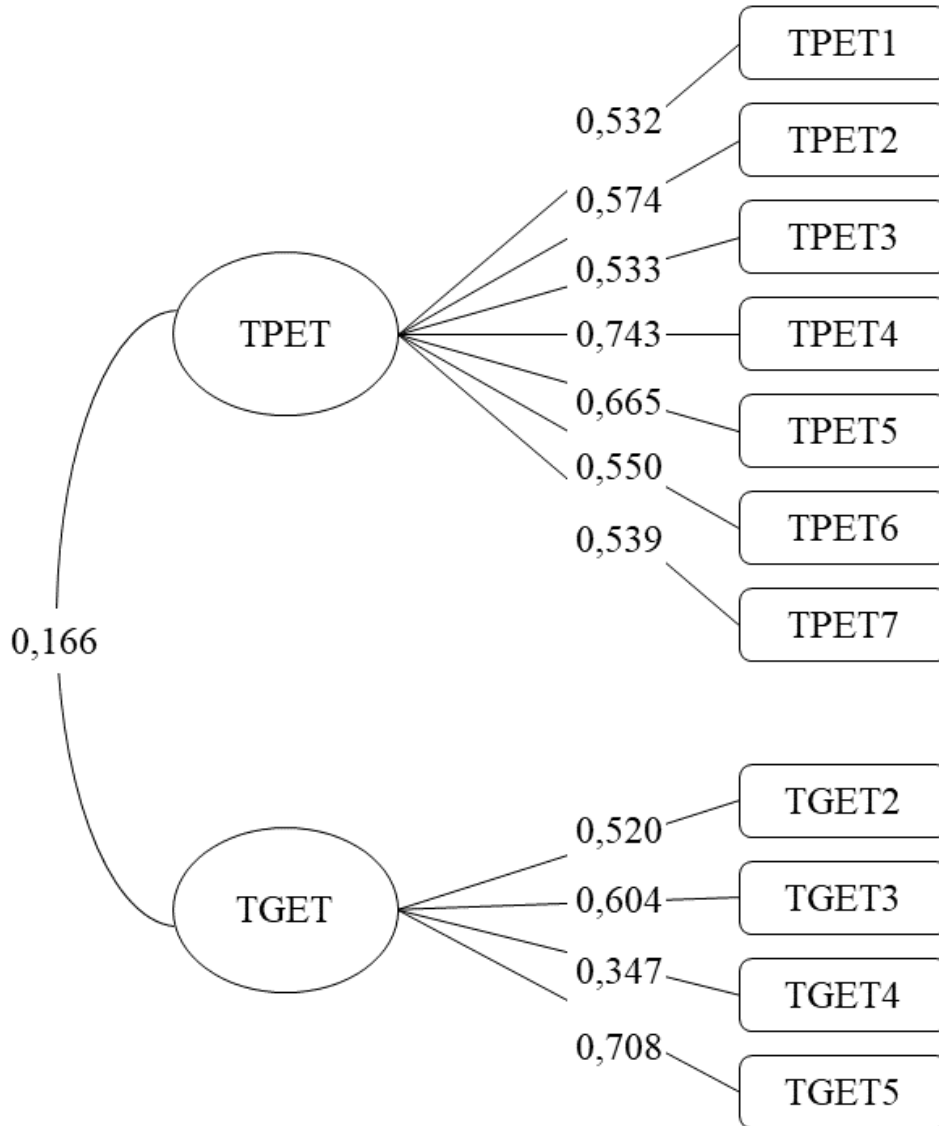 TPET1
0,532
TPET2
0,574
TPET3
0,533
TPET
0,743
TPET4
0,665
TPET5
0,550
TPET6
0,539
TPET7
0,166
TGET2
0,520
TGET3
0,604
TGET
0,347
TGET4
0,708
TGET5